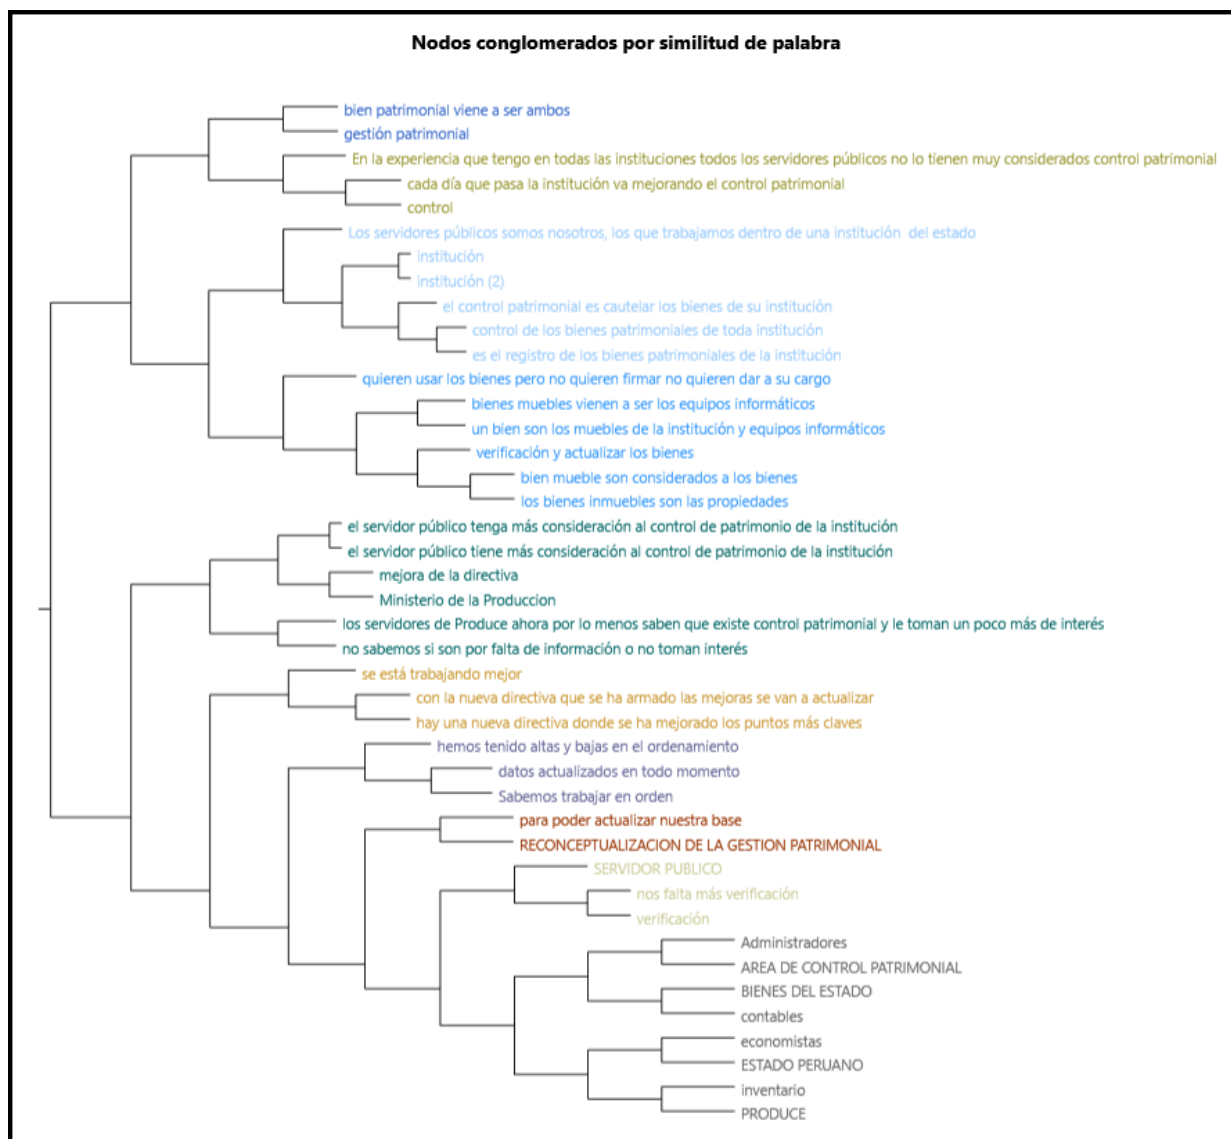 Nodos conglomerados por similitud de palabra
bien patrimonial viene a ser ambos
gestión patrimonial
En la experiencia que tengo en todas las instituciones todos los servidores públicos no lo tienen muy considerados control patrimonial
cada día que pasa la institución va mejorando el control patrimonial
control
Los servidores públicos somos nosotros, los que trabajamos dentro de una institución del estado
institución
institución (2)
el control patrimonial es cautelar los bienes de su institución
control de los bienes patrimoniales de toda institución
es el registro de los bienes patrimoniales de la institución
quieren usar los bienes pero no quieren firmar no quieren dar a su cargo
bienes muebles vienen a ser los equipos informáticos
un bien son los muebles de la institución y equipos informáticos
verificación y actualizar los bienes
bien mueble son considerados a los bienes
los bienes inmuebles son las propiedades
el servidor público tenga más consideración al control de patrimonio de la institución
el servidor público tiene más consideración al control de patrimonio de la institución
mejora de la directiva
Ministerio de la Produccion
los servidores de Produce ahora por lo menos saben que existe control patrimonial y le toman un poco más de interés
no sabemos si son por falta de información o no toman interés
se está trabajando mejor
con la nueva directiva que se ha armado las mejoras se van a actualizar
hay una nueva directiva donde se ha mejorado los puntos más claves
hemos tenido altas y bajas en el ordenamiento
datos actualizados en todo momento
Sabemos trabajar en orden
para poder actualizar nuestra base
RECONCEPTUALIZACION DE LA GESTION PATRIMONIAL
SERVIDOR PUBLICO
nos falta más verificación
verificación
Administradores
AREA DE CONTROL PATRIMONIAL
BIENES DEL ESTADO
contables
economistas
ESTADO PERUANO
inventario
PRODUCE